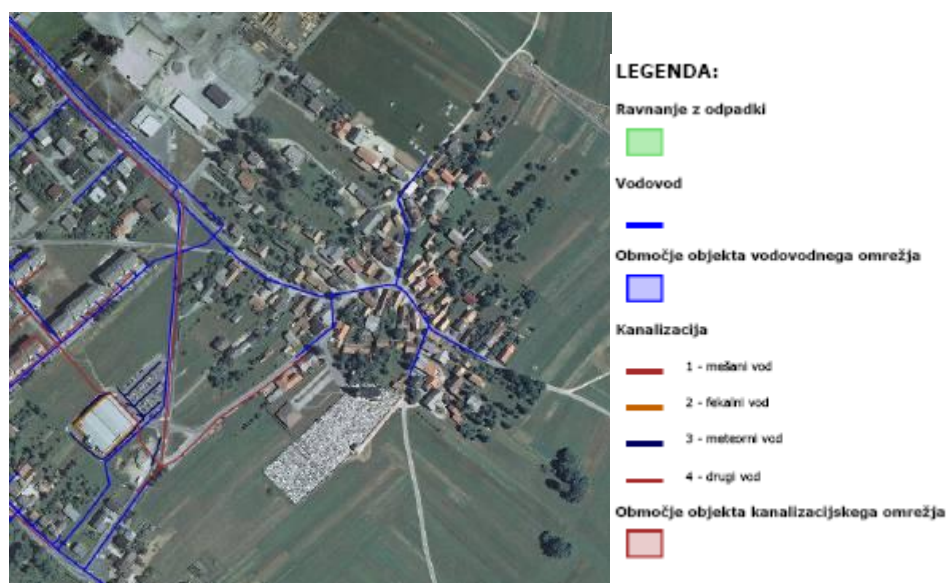 LEGENDA:
Ravnanje z odpadki
Vodovod
Območje objekta vodovodnega omrežja
Kanalizacija
1 - mešani vod
2 - fekalni vod
3 - meteorni vod
4 - drugi vod
Območje objekta kanalizacijskega omrežja